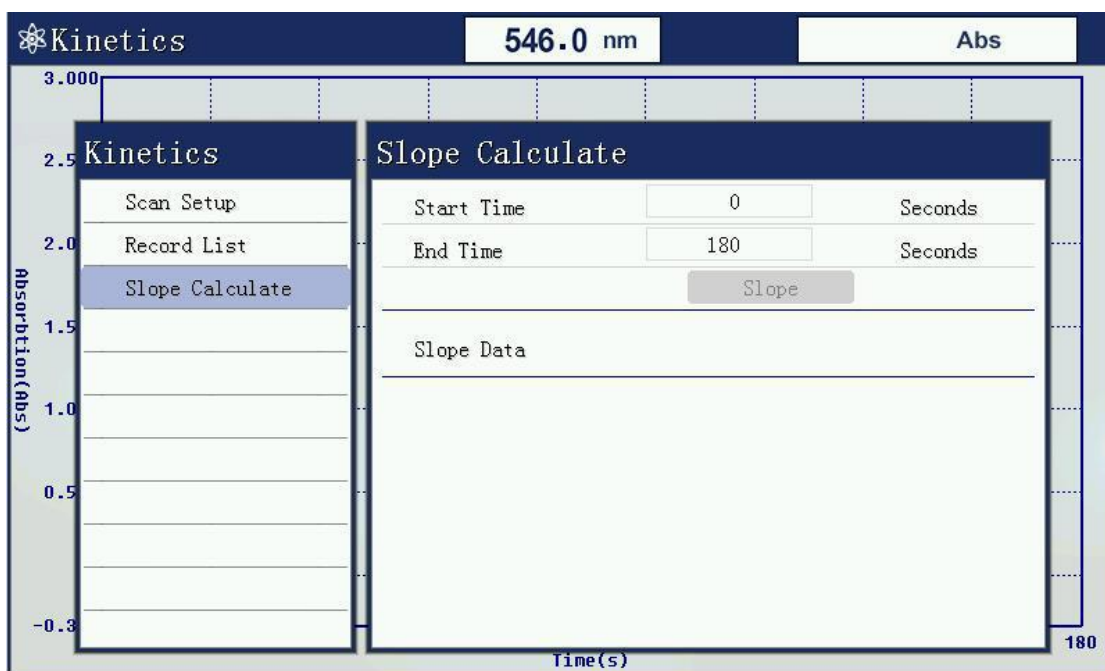 Kinetics
546.0 nm
Abs
3.000
2.5
2.0
1.5
1.0
0.5
-0.3
Absorbtion(Abs)
Kinetics
Scan Setup
Record List
Slope Calculate
Slope Calculate
Start Time 0 Seconds
End Time 180 Seconds
Slope
Slope Data
180
Time(s)